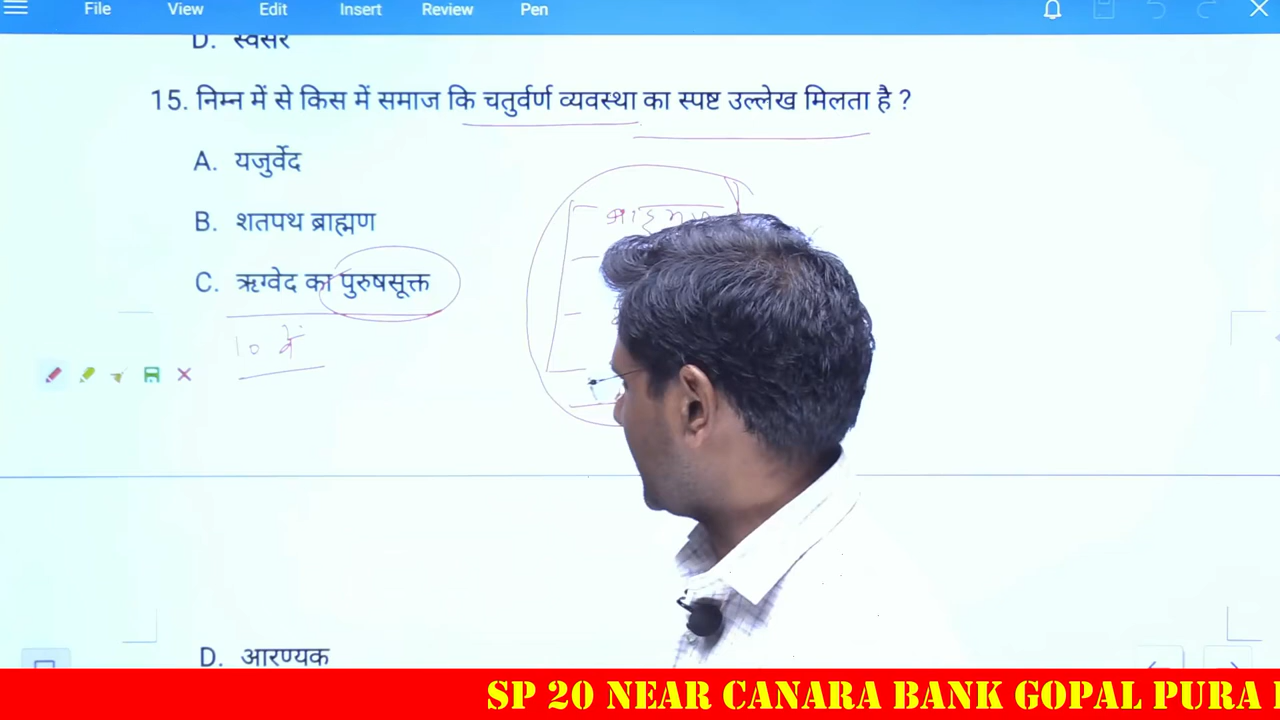 File View Edit Insert Review Pen
D. स्वसर
15. निम्न में से किस में समाज कि चतुर्वर्ण व्यवस्था का स्पष्ट उल्लेख मिलता है ?
A. यजुर्वेद
B. शतपथ ब्राह्मण
C. ऋग्वेद का पुरुषसूक्त
10 वें
D. आरण्यक
SP 20 NEAR CANARA BANK GOPAL PURA